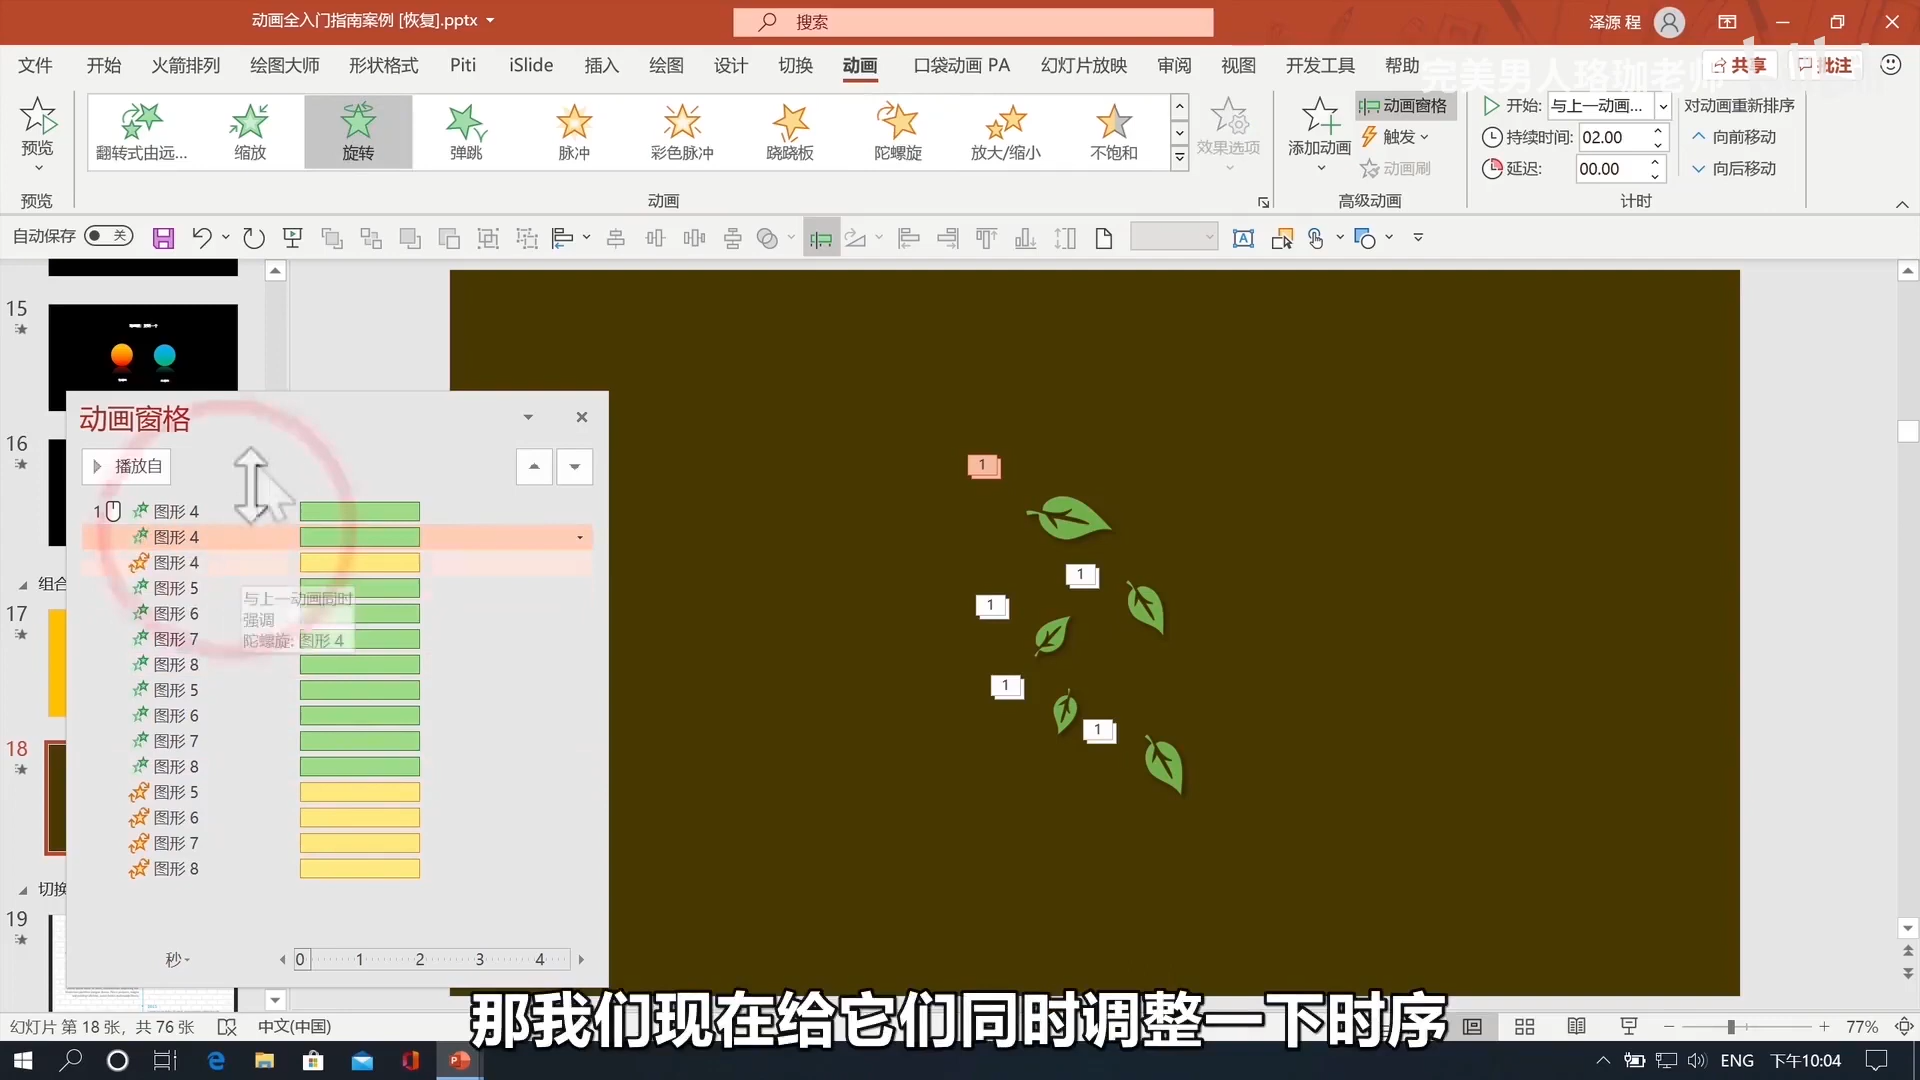 动画全入门指南案例 [恢复].pptx
搜索
泽源 程
文件 开始 火箭排列 绘图大师 形状格式 Piti iSlide 插入 绘图 设计 切换 动画 口袋动画 PA 幻灯片放映 审阅 视图 开发工具 帮助
共享 批注
完美男人珞珈老师
预览
翻转式由远... 缩放 旋转 弹跳 脉冲 彩色脉冲 跷跷板 陀螺旋 放大/缩小 不饱和
效果选项
添加动画
动画窗格
触发
动画刷
开始: 与上一动画...
持续时间: 02.00
延迟: 00.00
对动画重新排序
向前移动
向后移动
预览 动画 高级动画 计时
自动保存 关
15
16
组合
17
18
切换
19
动画窗格
播放自
1 图形 4
图形 4
图形 4
图形 5
图形 6
图形 7
图形 8
图形 5
图形 6
图形 7
图形 8
图形 5
图形 6
图形 7
图形 8
与上一动画同时
强调
陀螺旋: 图形 4
秒 0 1 2 3 4
1
1
1
1
1
那我们现在给它们同时调整一下时序
幻灯片 第 18 张，共 76 张 中文(中国)
77%
ENG 下午10:04